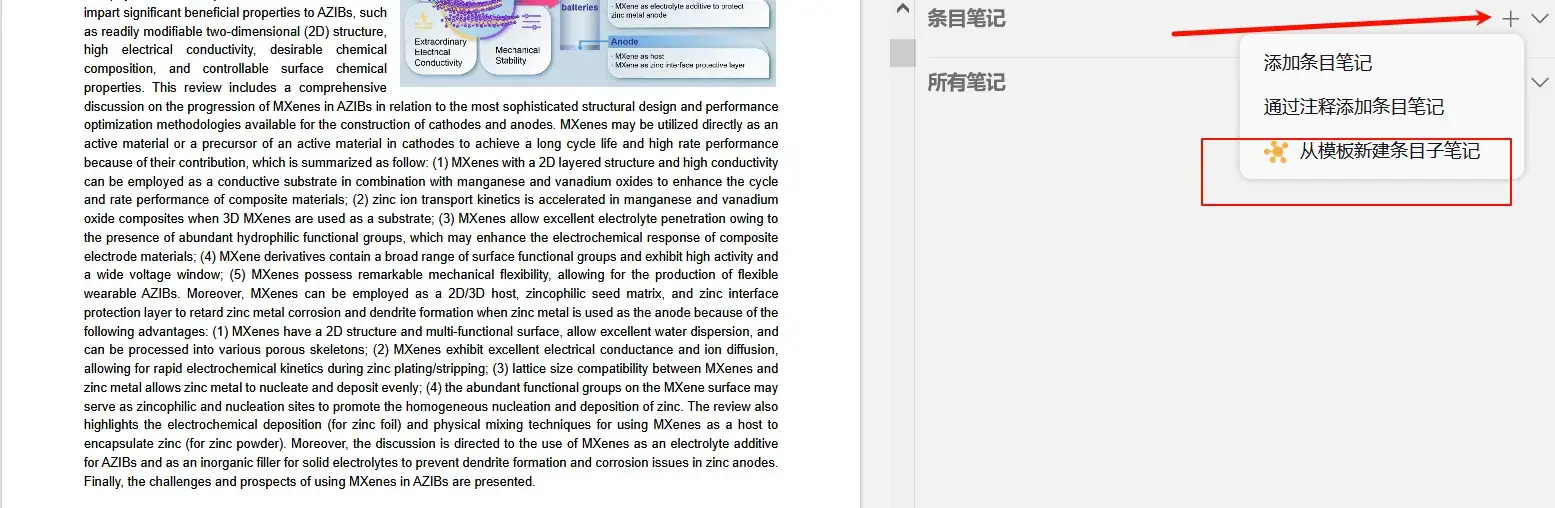 impart significant beneficial properties to AZIBs, such
as readily modifiable two-dimensional (2D) structure,
high electrical conductivity, desirable chemical
composition, and controllable surface chemical
properties. This review includes a comprehensive
batteries
- MXene as electrolyte additive to protect
zinc metal anode
Extraordinary
Electrical
Conductivity
Mechanical
Stability
Anode
- MXene as host
- MXene as zinc interface protective layer
discussion on the progression of MXenes in AZIBs in relation to the most sophisticated structural design and performance
optimization methodologies available for the construction of cathodes and anodes. MXenes may be utilized directly as an
active material or a precursor of an active material in cathodes to achieve a long cycle life and high rate performance
because of their contribution, which is summarized as follow: (1) MXenes with a 2D layered structure and high conductivity
can be employed as a conductive substrate in combination with manganese and vanadium oxides to enhance the cycle
and rate performance of composite materials; (2) zinc ion transport kinetics is accelerated in manganese and vanadium
oxide composites when 3D MXenes are used as a substrate; (3) MXenes allow excellent electrolyte penetration owing to
the presence of abundant hydrophilic functional groups, which may enhance the electrochemical response of composite
electrode materials; (4) MXene derivatives contain a broad range of surface functional groups and exhibit high activity and
a wide voltage window; (5) MXenes possess remarkable mechanical flexibility, allowing for the production of flexible
wearable AZIBs. Moreover, MXenes can be employed as a 2D/3D host, zincophilic seed matrix, and zinc interface
protection layer to retard zinc metal corrosion and dendrite formation when zinc metal is used as the anode because of the
following advantages: (1) MXenes have a 2D structure and multi-functional surface, allow excellent water dispersion, and
can be processed into various porous skeletons; (2) MXenes exhibit excellent electrical conductance and ion diffusion,
allowing for rapid electrochemical kinetics during zinc plating/stripping; (3) lattice size compatibility between MXenes and
zinc metal allows zinc metal to nucleate and deposit evenly; (4) the abundant functional groups on the MXene surface may
serve as zincophilic and nucleation sites to promote the homogeneous nucleation and deposition of zinc. The review also
highlights the electrochemical deposition (for zinc foil) and physical mixing techniques for using MXenes as a host to
encapsulate zinc (for zinc powder). Moreover, the discussion is directed to the use of MXenes as an electrolyte additive
for AZIBs and as an inorganic filler for solid electrolytes to prevent dendrite formation and corrosion issues in zinc anodes.
Finally, the challenges and prospects of using MXenes in AZIBs are presented.
条目笔记
添加条目笔记
所有笔记
通过注释添加条目笔记
从模板新建条目子笔记